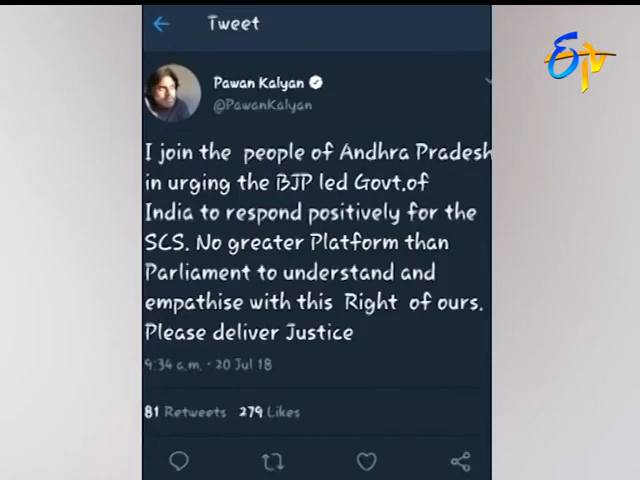 Tweet
ETV
Pawan Kalyan
@PawanKalyan
I join the people of Andhra Pradesh
in urging the BJP led Govt.of
India to respond positively for the
SCS. No greater Platform than
Parliament to understand and
empathise with this Right of ours.
Please deliver Justice
9:34 a.m. · 20 Jul 18
81 Retweets 279 Likes